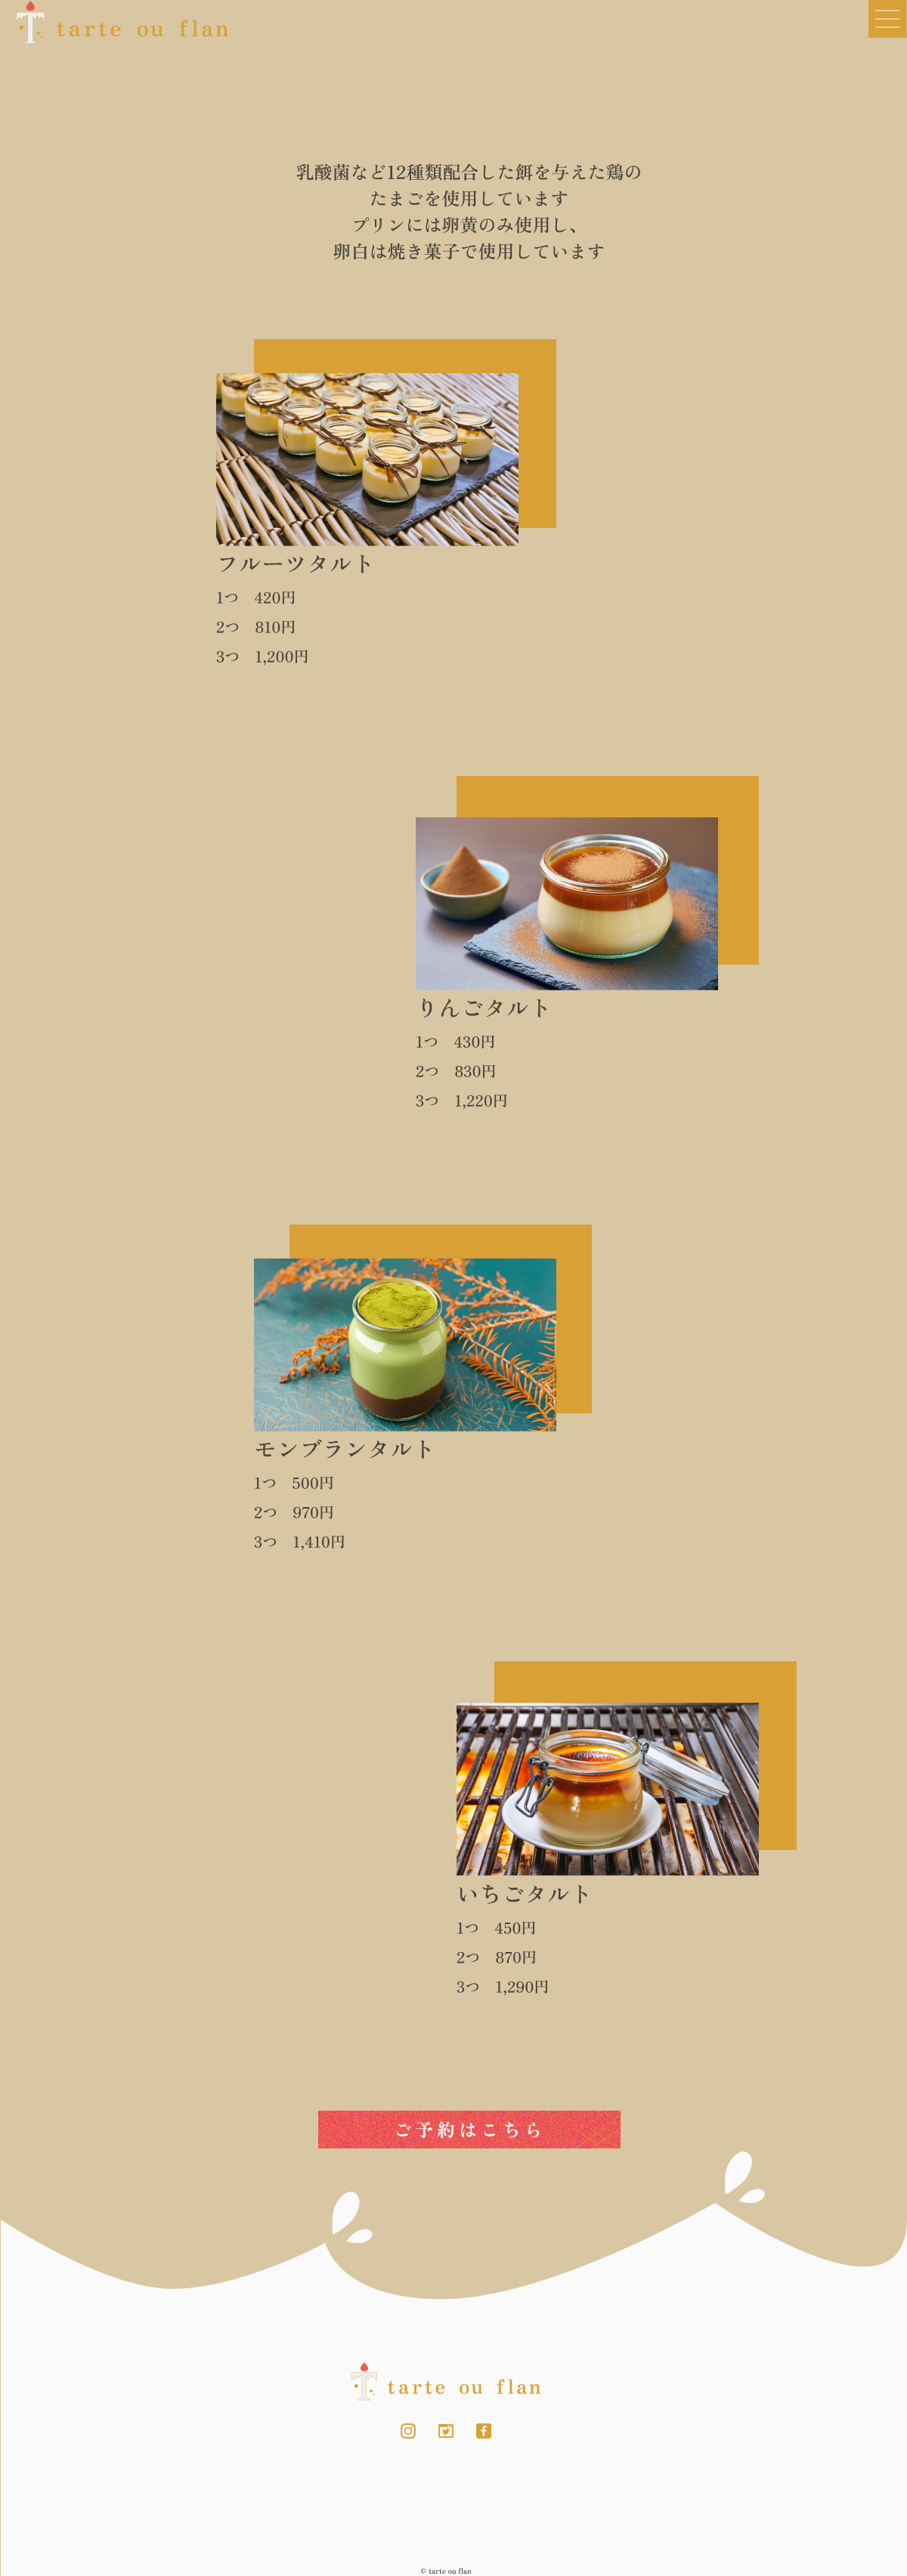 tarte ou flan
乳酸菌など12種類配合した餌を与えた鶏の
たまごを使用しています
プリンには卵黄のみ使用し、
卵白は焼き菓子で使用しています
フルーツタルト
1つ　420円
2つ　810円
3つ　1,200円
りんごタルト
1つ　430円
2つ　830円
3つ　1,220円
モンブランタルト
1つ　500円
2つ　970円
3つ　1,410円
いちごタルト
1つ　450円
2つ　870円
3つ　1,290円
ご予約はこちら
tarte ou flan
© tarte ou flan